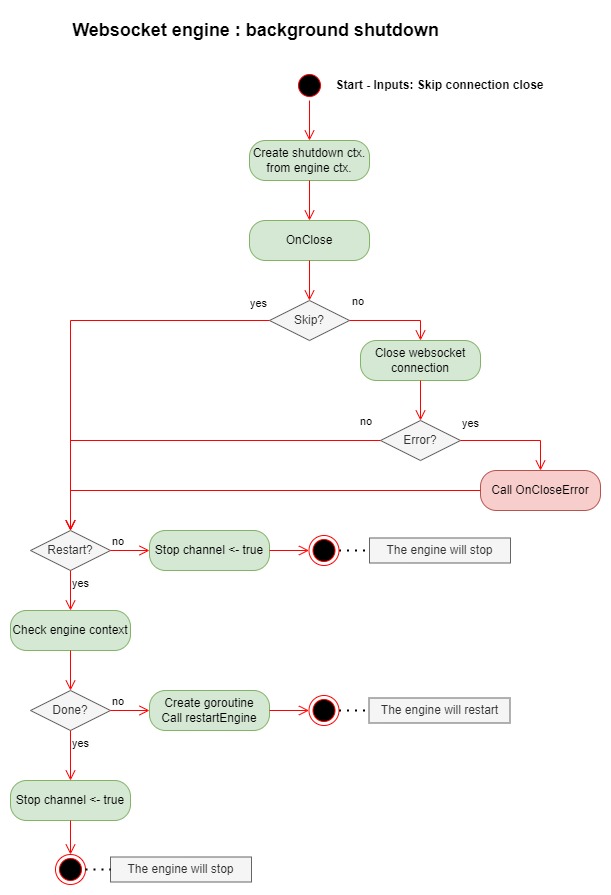 Websocket engine : background shutdown
Start - Inputs: Skip connection close
Create shutdown ctx.
from engine ctx.
OnClose
yes
Skip?
no
Close websocket
connection
no
Error?
yes
Call OnCloseError
Restart?
no
Stop channel <- true
The engine will stop
yes
Check engine context
Done?
no
Create goroutine
Call restartEngine
The engine will restart
yes
Stop channel <- true
The engine will stop